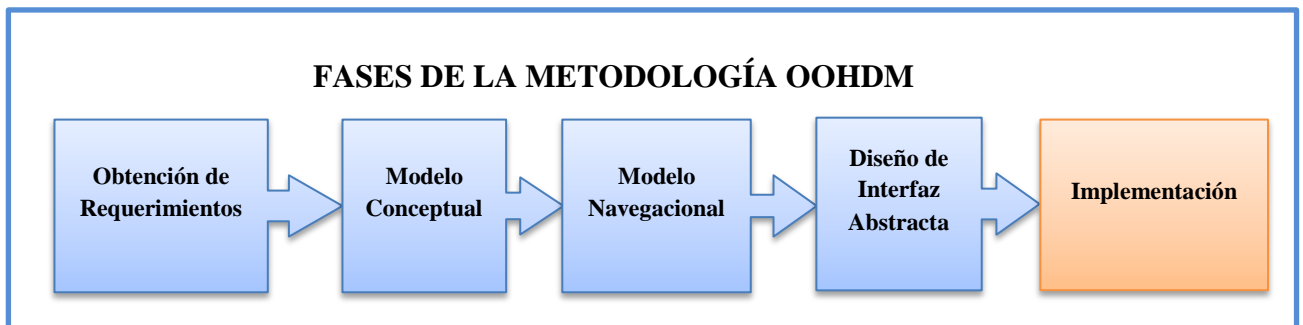 FASES DE LA METODOLOGÍA OOHDM
Obtención de
Requerimientos
Modelo
Conceptual
Modelo
Navegacional
Diseño de
Interfaz
Abstracta
Implementación